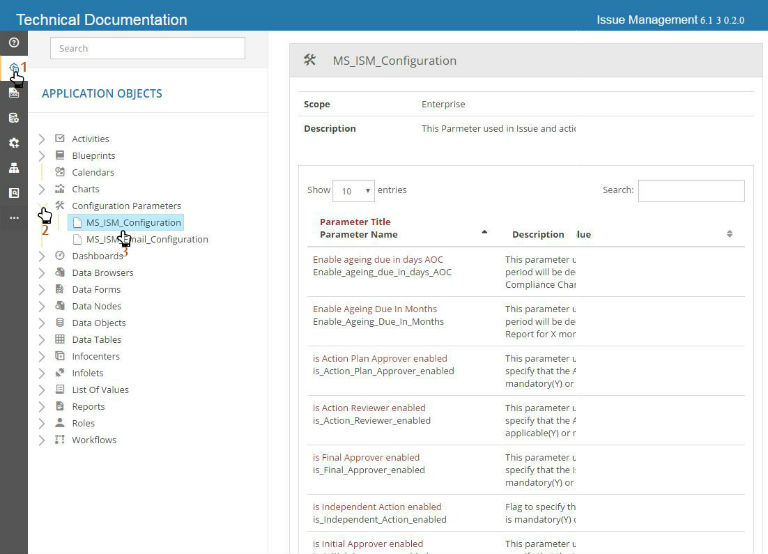 Technical Documentation
Issue Management 6.1 3 0.2.0
Search
1
APPLICATION OBJECTS
Activities
Blueprints
Calendars
Charts
Configuration Parameters
MS_ISM_Configuration
2
MS_ISM_Email_Configuration
3
Dashboards
Data Browsers
Data Forms
Data Nodes
Data Objects
Data Tables
Infocenters
Infolets
List Of Values
Reports
Roles
Workflows
MS_ISM_Configuration
Scope Enterprise
Description This Parmeter used in Issue and actic
Show 10 entries Search:
Parameter Title
Parameter Name Description lue
Enable ageing due in days AOC This parameter u
Enable_ageing_due_in_days_AOC period will be de
Compliance Char
Enable Ageing Due In Months This parameter u
Enable_Ageing_Due_In_Months period will be de
Report for X mor
is Action Plan Approver enabled This parameter u
is_Action_Plan_Approver_enabled specify that the A
mandatory(Y) or
is Action Reviewer enabled This parameter u
is_Action_Reviewer_enabled specify that the A
applicable(Y) or r
is Final Approver enabled This parameter u
is_Final_Approver_enabled specify that the Is
mandatory(Y) or
is Independent Action enabled Flag to specify th
is_Independent_Action_enabled is mandatory(Y) c
is Initial Approver enabled This parameter u